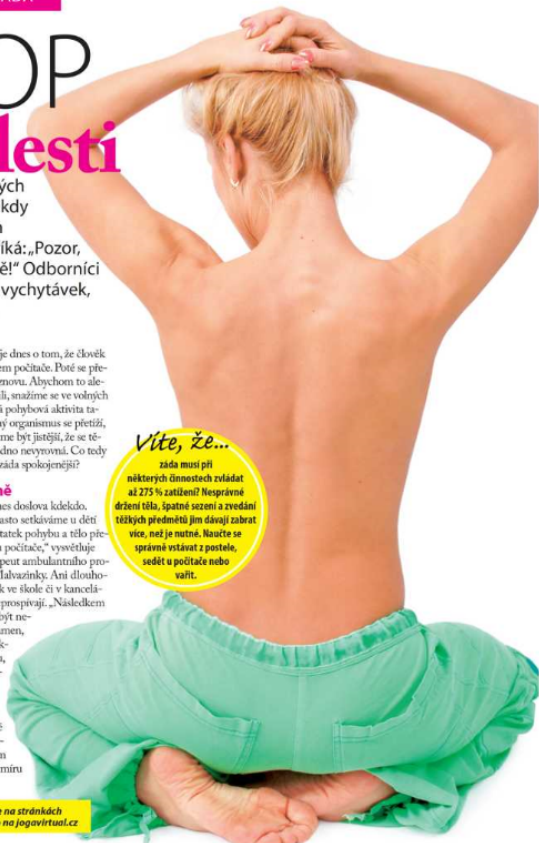 OP
lesti
ých
kdy
íká: „Pozor,
ě!“ Odborníci
vychytávek,
je dnes o tom, že člověk
em počítače. Poté se pře-
znovu. Abychom to ale-
ili, snažíme se ve volných
á pohybová aktivita ta-
ný organismus se přetíží,
me být jistější, že se tě-
dno nevyrovná. Co tedy
záda spokojenější?
ně
nes doslova kdekdo.
asto setkáváme u dětí
tatek pohybu a tělo pře-
u počítače,“ vysvětluje
peut ambulantního pro-
Malvazinky. Ani dlouho-
k ve škole či v kancelá-
prospívají. „Následkem
být ne-
men,
k-
u,
-
é
-
m
míru
e na stránkách
na jogavirtual.cz
Víte, že...
záda musí při
některých činnostech zvládat
až 275 % zatížení? Nesprávné
držení těla, špatné sezení a zvedání
těžkých předmětů jim dávají zabrat
více, než je nutné. Naučte se
správně vstávat z postele,
sedět u počítače nebo
vařit.